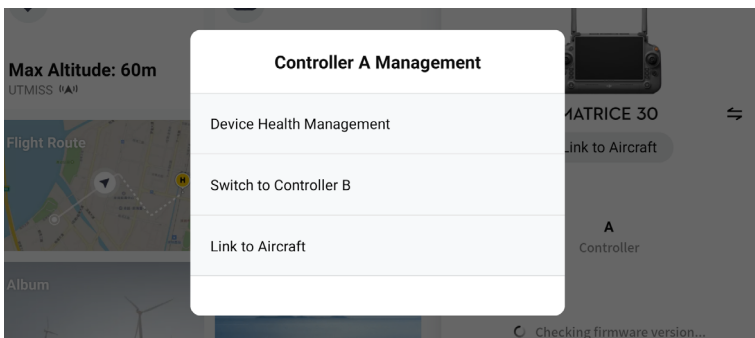 Max Altitude: 60m
UTMISS
Flight Route
H
Album
Controller A Management
Device Health Management
Switch to Controller B
Link to Aircraft
MATRICE 30
Link to Aircraft
A
Controller
Checking firmware version...